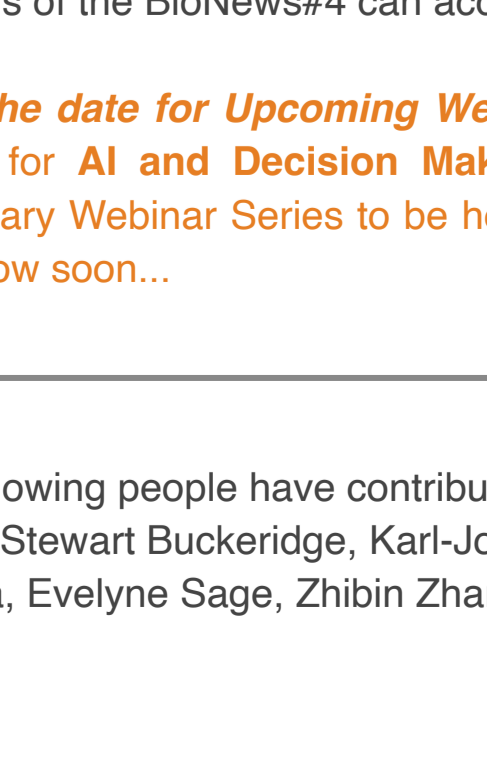 s of the BioNews#4 can acc
he date for Upcoming We
for AI and Decision Mak
ary Webinar Series to be he
ow soon...
owing people have contribu
Stewart Buckeridge, Karl-Jo
, Evelyne Sage, Zhibin Zha